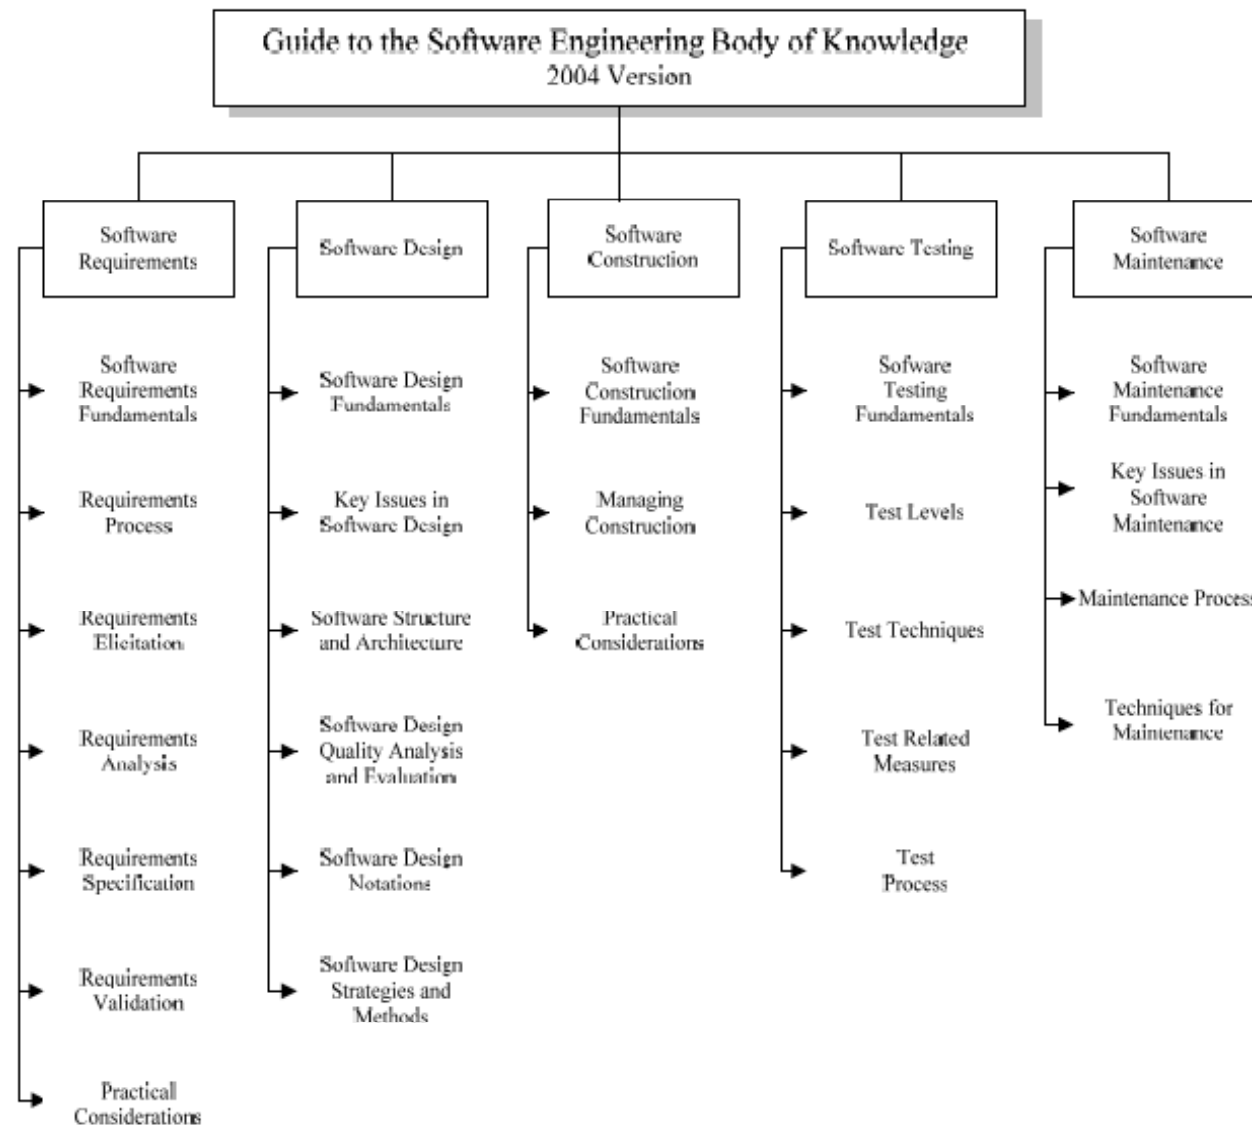 Guide to the Software Engineering Body of Knowledge
2004 Version
Software
Requirements
Software Design
Software
Construction
Software Testing
Software
Maintenance
Software
Requirements
Fundamentals
Requirements
Process
Requirements
Elicitation
Requirements
Analysis
Requirements
Specification
Requirements
Validation
Practical
Considerations
Software Design
Fundamentals
Key Issues in
Software Design
Software Structure
and Architecture
Software Design
Quality Analysis
and Evaluation
Software Design
Notations
Software Design
Strategies and
Methods
Software
Construction
Fundamentals
Managing
Construction
Practical
Considerations
Sofware
Testing
Fundamentals
Test Levels
Test Techniques
Test Related
Measures
Test
Process
Software
Maintenance
Fundamentals
Key Issues in
Software
Maintenance
Maintenance Process
Techniques for
Maintenance